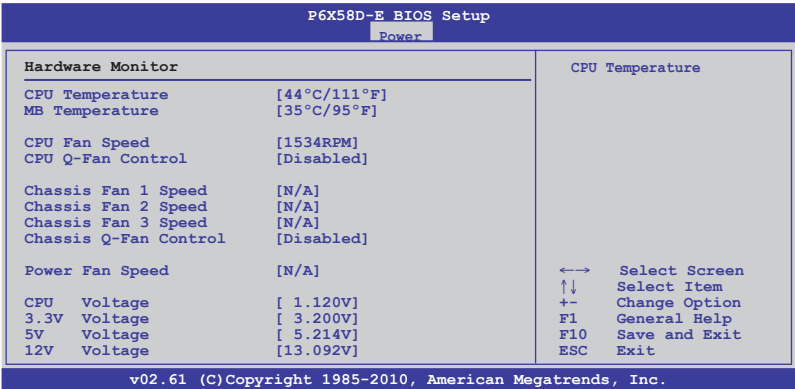 P6X58D-E BIOS Setup
Power
Hardware Monitor
CPU Temperature [44°C/111°F]
MB Temperature [35°C/95°F]
CPU Fan Speed [1534RPM]
CPU Q-Fan Control [Disabled]
Chassis Fan 1 Speed [N/A]
Chassis Fan 2 Speed [N/A]
Chassis Fan 3 Speed [N/A]
Chassis Q-Fan Control [Disabled]
Power Fan Speed [N/A]
CPU Voltage [ 1.120V]
3.3V Voltage [ 3.200V]
5V Voltage [ 5.214V]
12V Voltage [13.092V]
CPU Temperature
←→ Select Screen
↑↓ Select Item
+- Change Option
F1 General Help
F10 Save and Exit
ESC Exit
v02.61 (C)Copyright 1985-2010, American Megatrends, Inc.